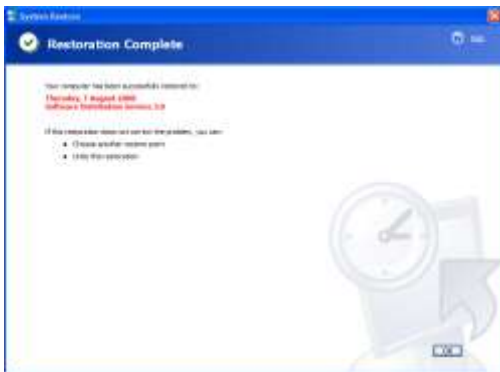 System Restore
Restoration Complete
Your computer has been successfully restored to:
Thursday, 7 August 2008
Software Distribution Service 3.0
If this restoration does not correct the problem, you can:
Choose another restore point
Undo this restoration
OK